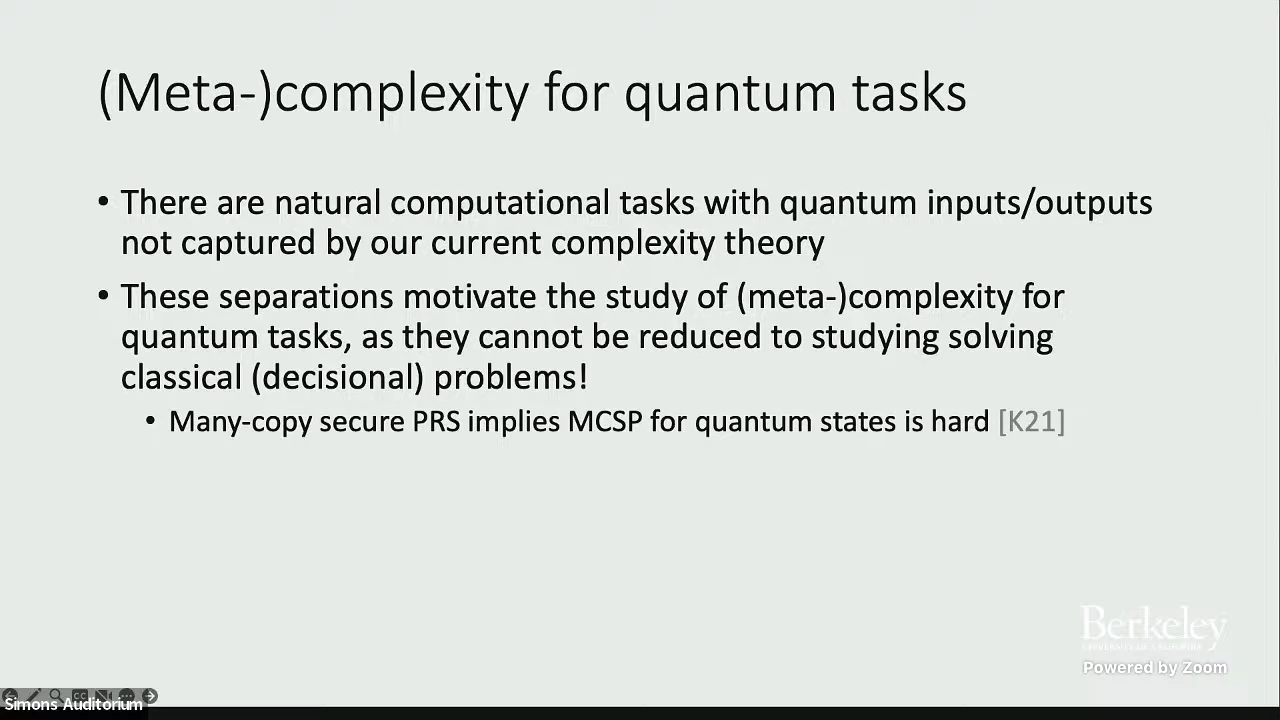 (Meta-)complexity for quantum tasks
• There are natural computational tasks with quantum inputs/outputs
not captured by our current complexity theory
• These separations motivate the study of (meta-)complexity for
quantum tasks, as they cannot be reduced to studying solving
classical (decisional) problems!
• Many-copy secure PRS implies MCSP for quantum states is hard [K21]
Berkeley
UNIVERSITY OF CALIFORNIA
Powered by Zoom
Simons Auditorium